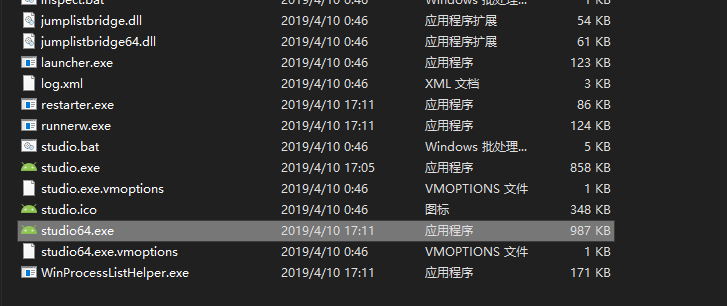 inspect.bat 2019/4/10 0:46 Windows 批处理... 1 KB
jumplistbridge.dll 2019/4/10 0:46 应用程序扩展 54 KB
jumplistbridge64.dll 2019/4/10 0:46 应用程序扩展 61 KB
launcher.exe 2019/4/10 0:46 应用程序 123 KB
log.xml 2019/4/10 0:46 XML 文档 3 KB
restarter.exe 2019/4/10 17:11 应用程序 86 KB
runnerw.exe 2019/4/10 17:11 应用程序 124 KB
studio.bat 2019/4/10 0:46 Windows 批处理... 5 KB
studio.exe 2019/4/10 17:05 应用程序 858 KB
studio.exe.vmoptions 2019/4/10 0:46 VMOPTIONS 文件 1 KB
studio.ico 2019/4/10 0:46 图标 348 KB
studio64.exe 2019/4/10 17:11 应用程序 987 KB
studio64.exe.vmoptions 2019/4/10 0:46 VMOPTIONS 文件 1 KB
WinProcessListHelper.exe 2019/4/10 17:11 应用程序 171 KB